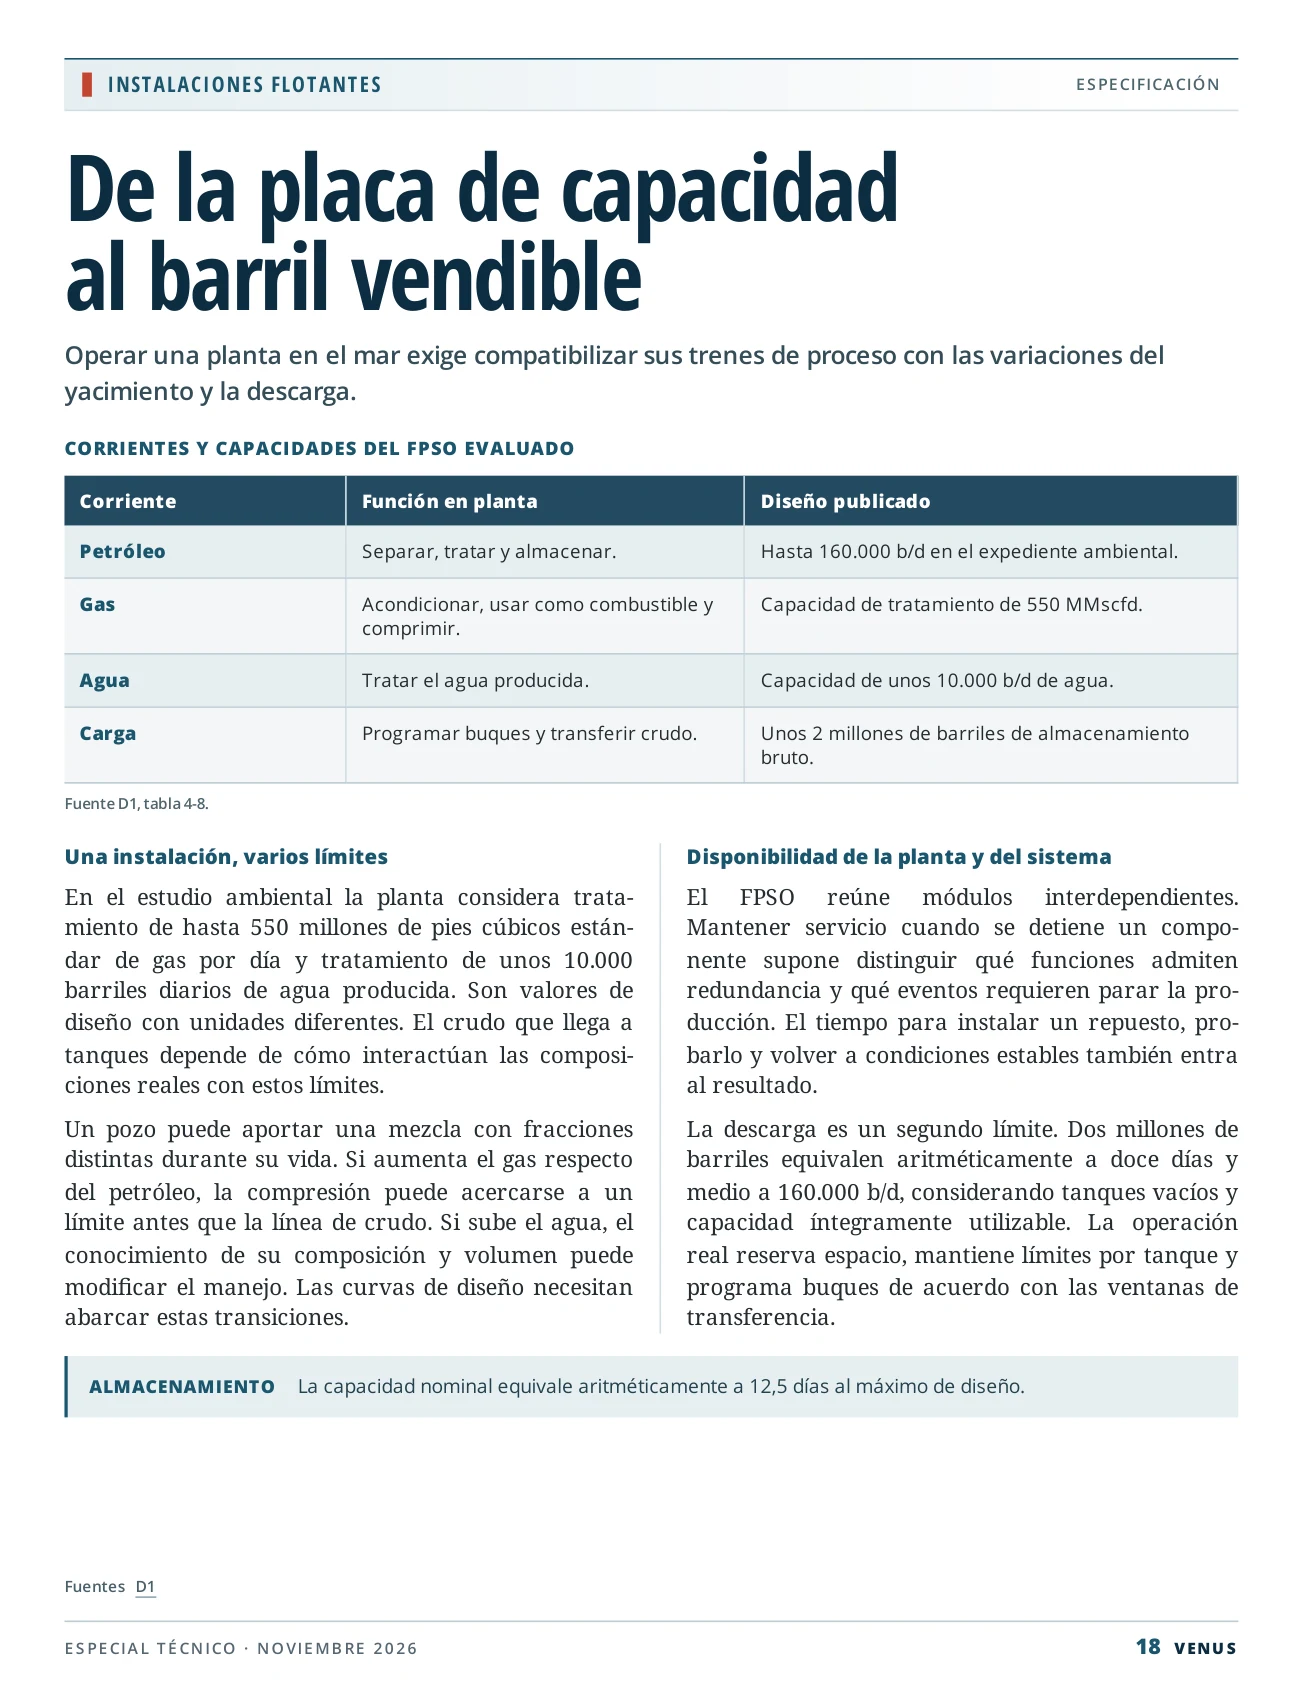 INSTALACIONES FLOTANTES
ESPECIFICACIÓN
De la placa de capacidad
al barril vendible
Operar una planta en el mar exige compatibilizar sus trenes de proceso con las variaciones del
yacimiento y la descarga.
CORRIENTES Y CAPACIDADES DEL FPSO EVALUADO
Corriente Función en planta Diseño publicado
Petróleo Separar, tratar y almacenar. Hasta 160.000 b/d en el expediente ambiental.
Gas Acondicionar, usar como combustible y Capacidad de tratamiento de 550 MMscfd.
comprimir.
Agua Tratar el agua producida. Capacidad de unos 10.000 b/d de agua.
Carga Programar buques y transferir crudo. Unos 2 millones de barriles de almacenamiento
bruto.
Fuente D1, tabla 4-8.
Una instalación, varios límites
En el estudio ambiental la planta considera trata-
miento de hasta 550 millones de pies cúbicos están-
dar de gas por día y tratamiento de unos 10.000
barriles diarios de agua producida. Son valores de
diseño con unidades diferentes. El crudo que llega a
tanques depende de cómo interactúan las composi-
ciones reales con estos límites.
Un pozo puede aportar una mezcla con fracciones
distintas durante su vida. Si aumenta el gas respecto
del petróleo, la compresión puede acercarse a un
límite antes que la línea de crudo. Si sube el agua, el
conocimiento de su composición y volumen puede
modificar el manejo. Las curvas de diseño necesitan
abarcar estas transiciones.
Disponibilidad de la planta y del sistema
El FPSO reúne módulos interdependientes.
Mantener servicio cuando se detiene un compo-
nente supone distinguir qué funciones admiten
redundancia y qué eventos requieren parar la pro-
ducción. El tiempo para instalar un repuesto, pro-
barlo y volver a condiciones estables también entra
al resultado.
La descarga es un segundo límite. Dos millones de
barriles equivalen aritméticamente a doce días y
medio a 160.000 b/d, considerando tanques vacíos y
capacidad íntegramente utilizable. La operación
real reserva espacio, mantiene límites por tanque y
programa buques de acuerdo con las ventanas de
transferencia.
ALMACENAMIENTO La capacidad nominal equivale aritméticamente a 12,5 días al máximo de diseño.
Fuentes D1
ESPECIAL TÉCNICO · NOVIEMBRE 2026
18 VENUS